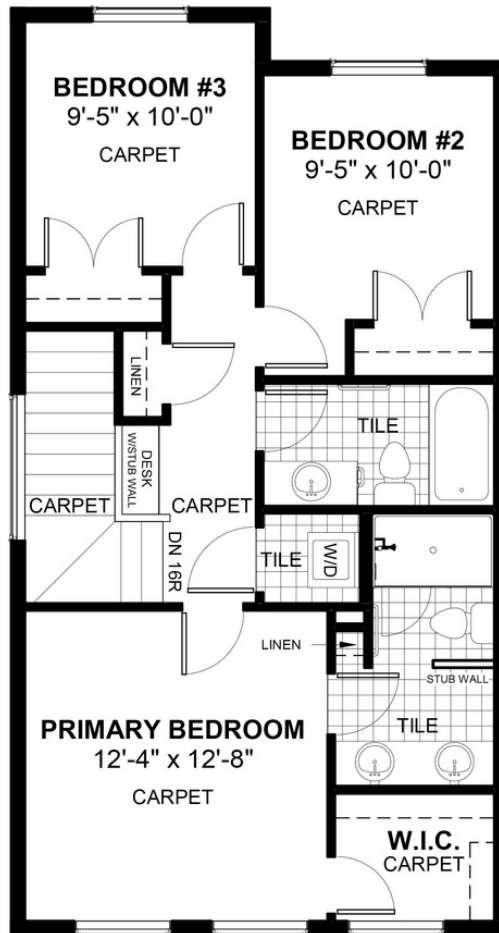 BEDROOM #3
9'-5" x 10'-0"
CARPET
BEDROOM #2
9'-5" x 10'-0"
CARPET
LINEN
DESK
W/STUB WALL
CARPET
CARPET
DN 16R
TILE
TILE
W/D
LINEN
STUB WALL
TILE
PRIMARY BEDROOM
12'-4" x 12'-8"
CARPET
W.I.C.
CARPET